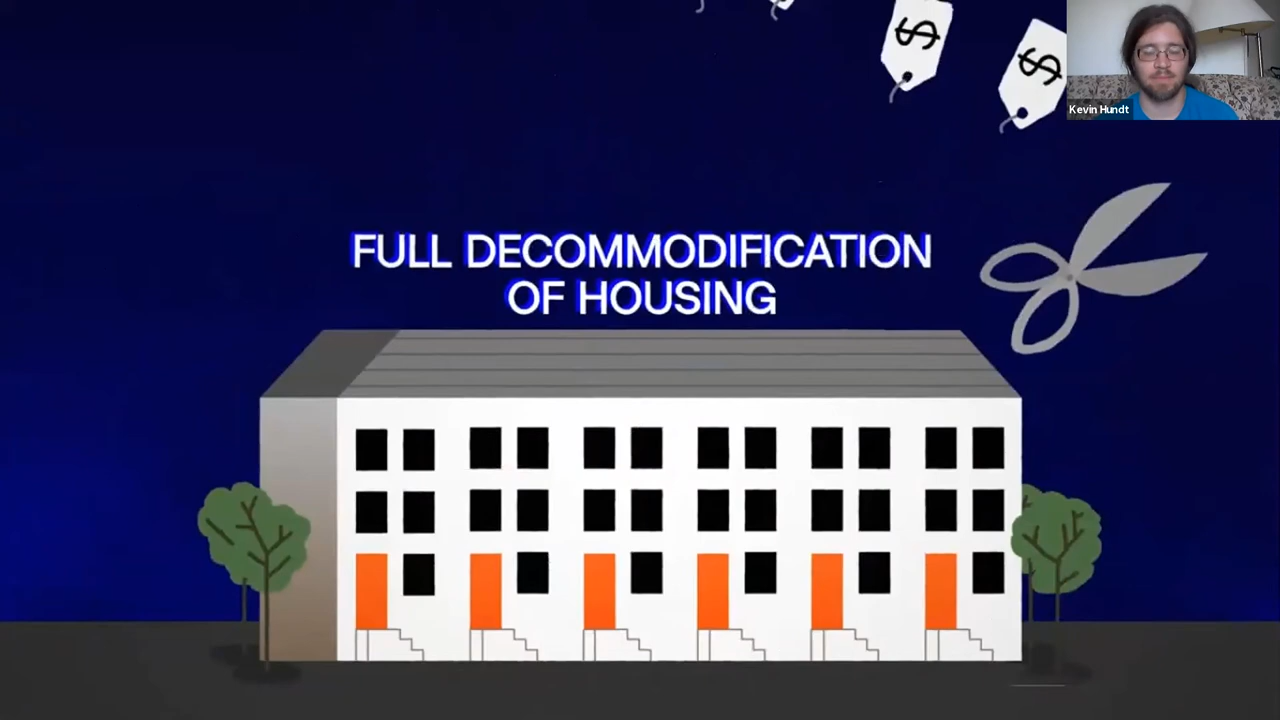 $
$
Kevin Hundt
FULL DECOMMODIFICATION
OF HOUSING